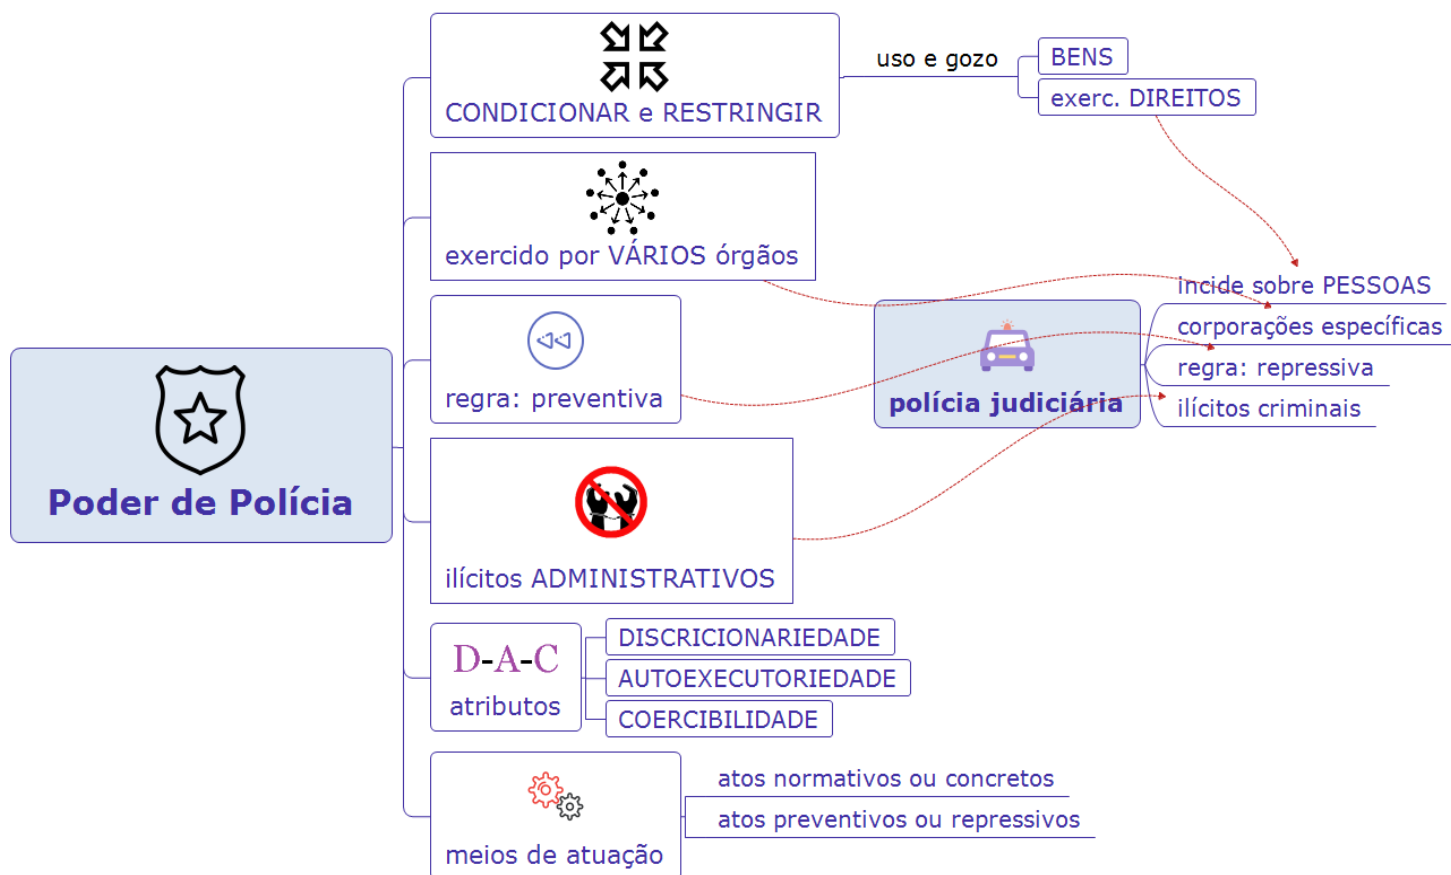 Poder de Polícia
CONDICIONAR e RESTRINGIR
uso e gozo
BENS
exerc. DIREITOS
exercido por VÁRIOS órgãos
regra: preventiva
ilícitos ADMINISTRATIVOS
D-A-C
atributos
DISCRICIONARIEDADE
AUTOEXECUTORIEDADE
COERCIBILIDADE
meios de atuação
atos normativos ou concretos
atos preventivos ou repressivos
polícia judiciária
incide sobre PESSOAS
corporações específicas
regra: repressiva
ilícitos criminais